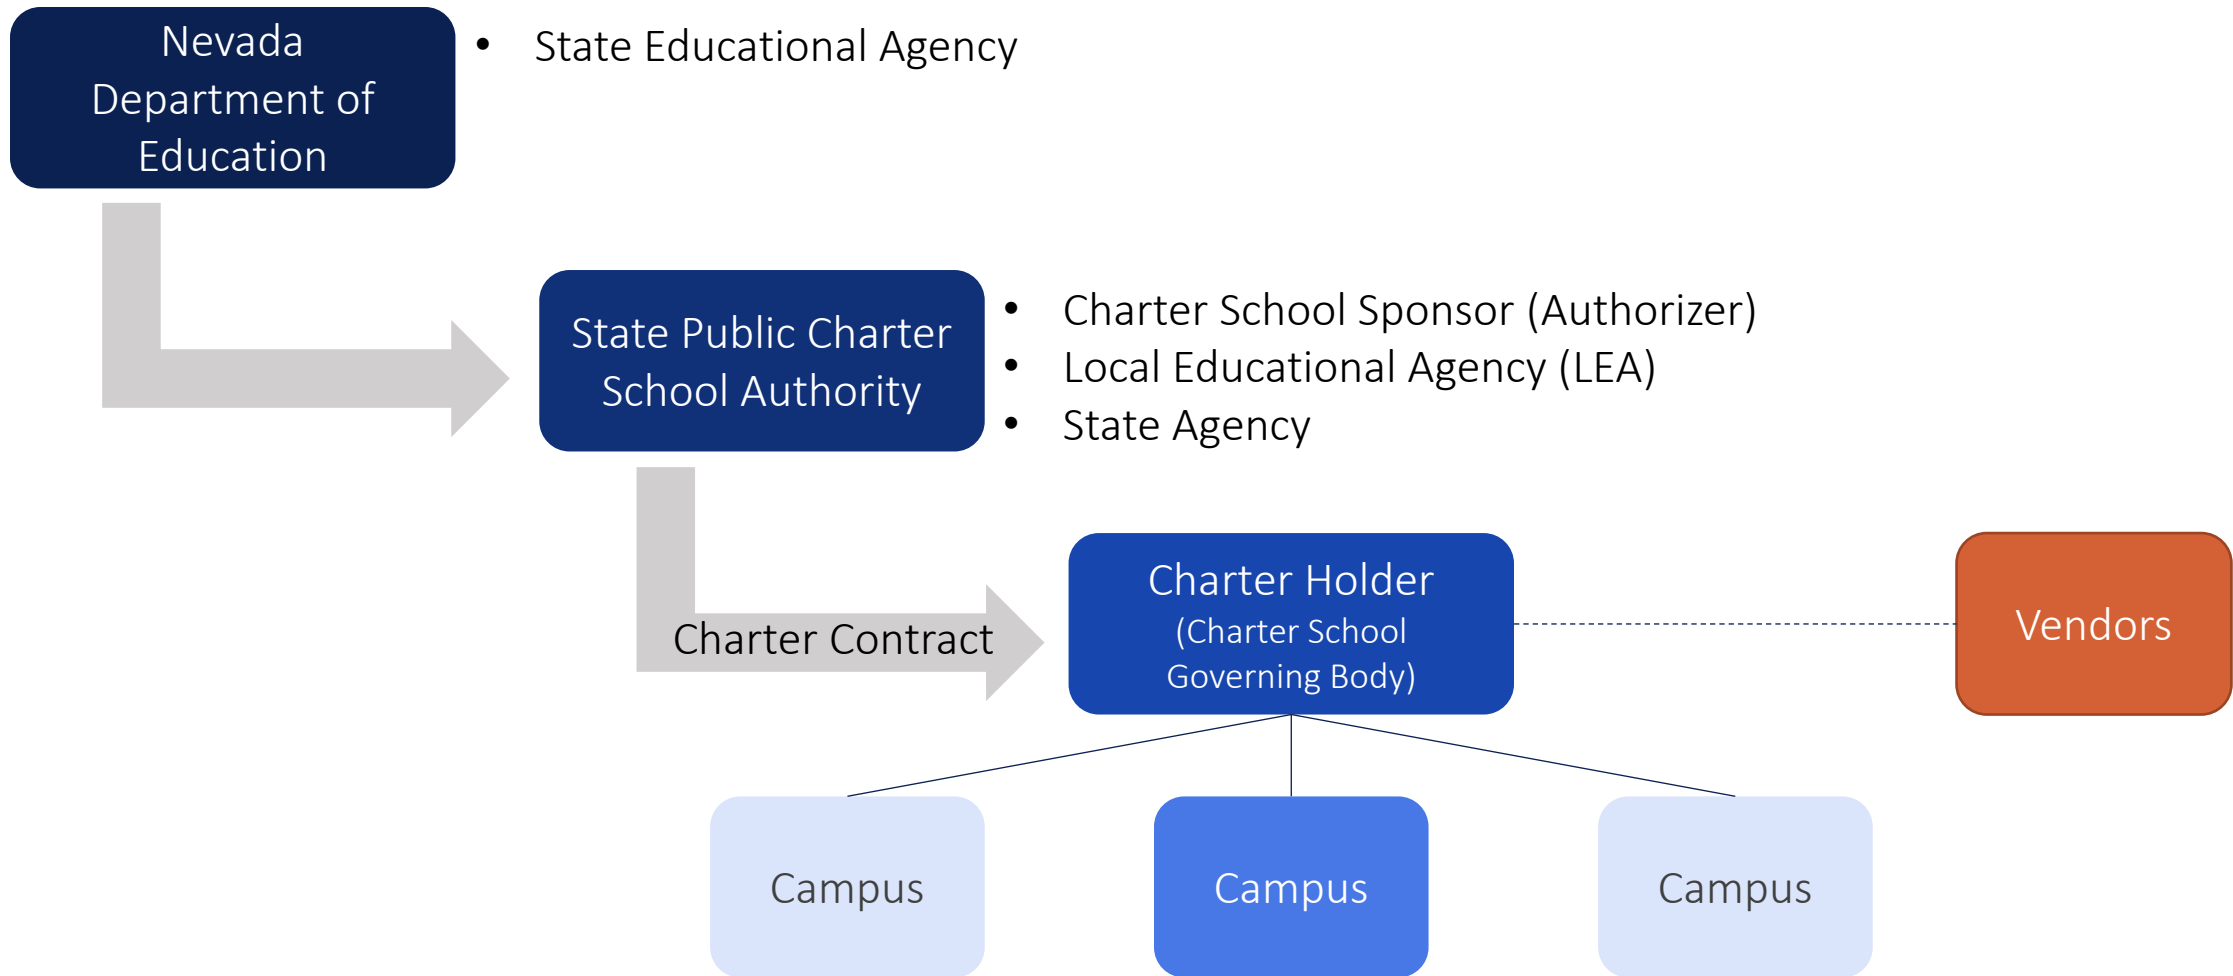 Nevada
Department of
Education
• State Educational Agency
State Public Charter
School Authority
• Charter School Sponsor (Authorizer)
• Local Educational Agency (LEA)
• State Agency
Charter Contract
Charter Holder
(Charter School
Governing Body)
Vendors
Campus
Campus
Campus